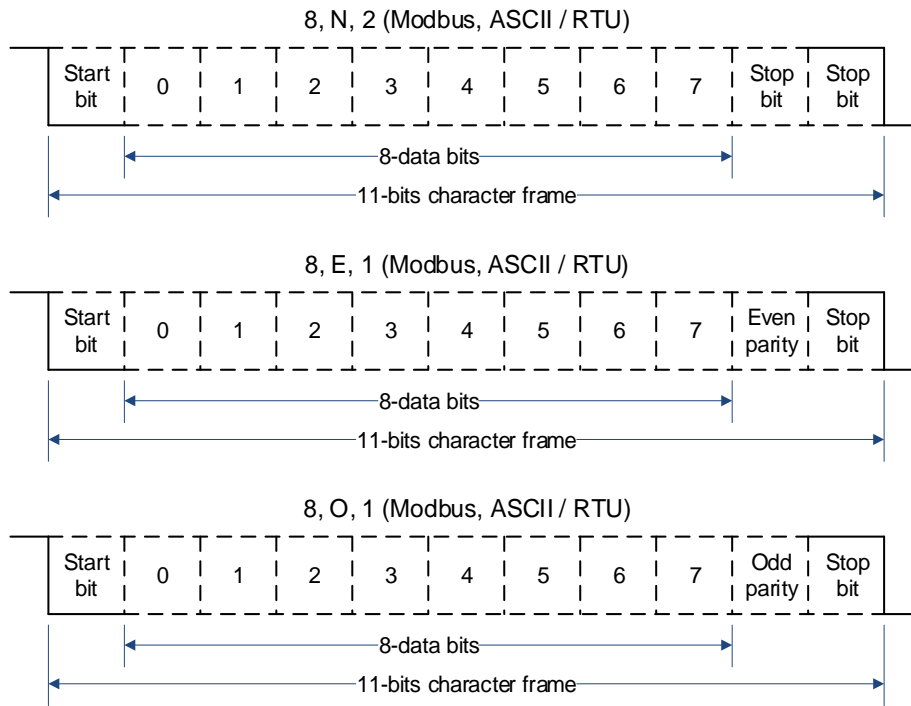 8, N, 2 (Modbus, ASCII / RTU)
Start bit 0 1 2 3 4 5 6 7 Stop bit Stop bit
8-data bits
11-bits character frame
8, E, 1 (Modbus, ASCII / RTU)
Start bit 0 1 2 3 4 5 6 7 Even parity Stop bit
8-data bits
11-bits character frame
8, O, 1 (Modbus, ASCII / RTU)
Start bit 0 1 2 3 4 5 6 7 Odd parity Stop bit
8-data bits
11-bits character frame